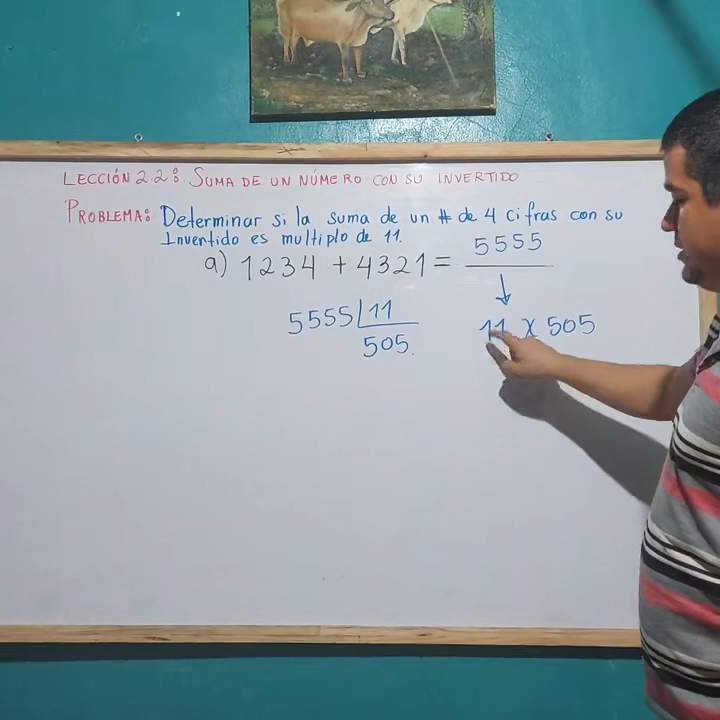 LECCIÓN 2.2: SUMA DE UN NÚMERO CON SU INVERTIDO
PROBLEMA: Determinar si la suma de un # de 4 cifras con su
Invertido es multiplo de 11.
a) 1234 + 4321 = 5555
↓
5555 | 11
505.
11 x 505